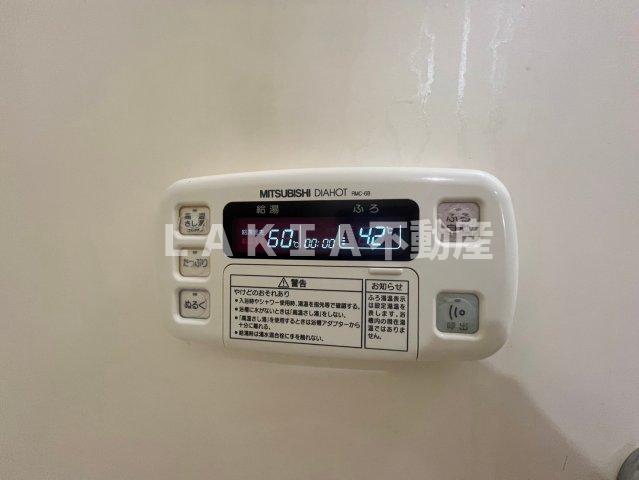 MITSUBISHI DIAHOT RMC-6B
給湯 ふろ
高温
さし湯
60℃ 00:00 42℃
ふろ
LAKIA不動産
たっぷり
ぬるく
呼出
⚠警告
やけどのおそれあり
●入浴時やシャワー使用時、湯温を指先等で確認する。
●浴槽に水がないときは「高温さし湯」をしない。
●「高温さし湯」を使用するときは浴槽アダプターから
十分に離れる。
●給湯時は湯水混合栓に手を触れない。
お知らせ
ふろ湯温表示
は設定湯温を
表します。浴
槽内の現在湯
温ではありま
せん。